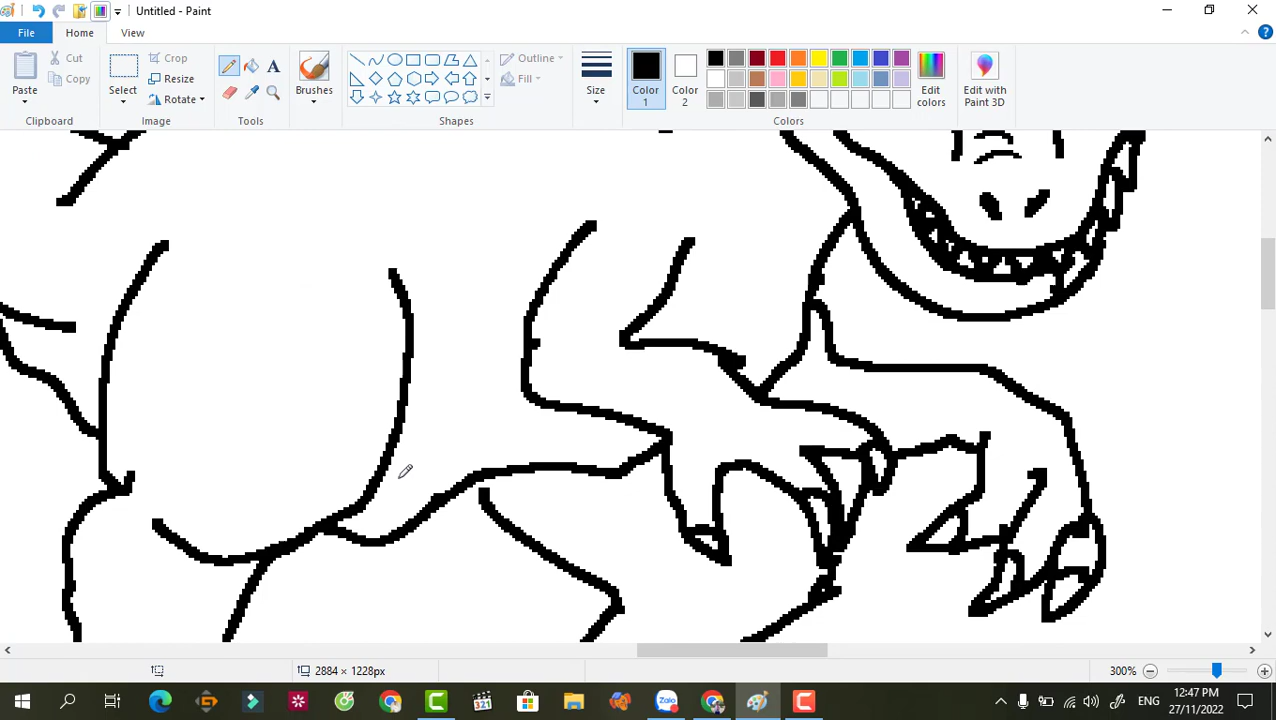 Untitled - Paint
File
Home
View
Paste
Cut
Copy
Clipboard
Select
Crop
Resize
Rotate
Image
A
Tools
Brushes
Outline
Fill
Shapes
Size
Color 1
Color 2
Edit colors
Colors
Edit with Paint 3D
2884 × 1228px
300%
321
Zalo
ENG
12:47 PM
27/11/2022